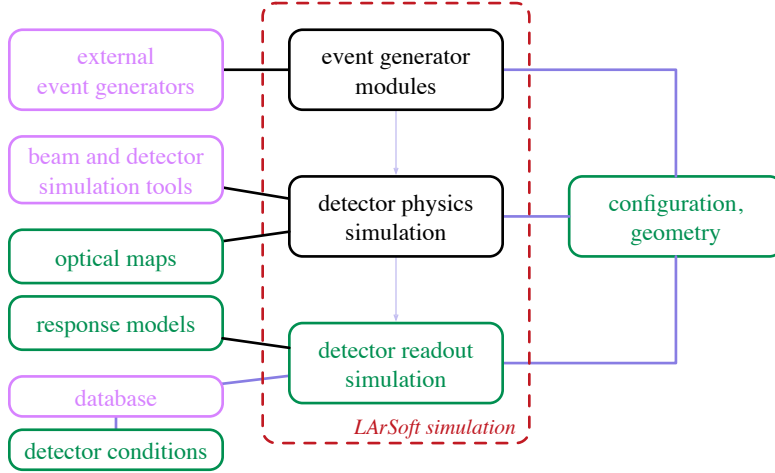 external
event generators
event generator
modules
beam and detector
simulation tools
detector physics
simulation
configuration,
geometry
optical maps
response models
detector readout
simulation
database
LArSoft simulation
detector conditions